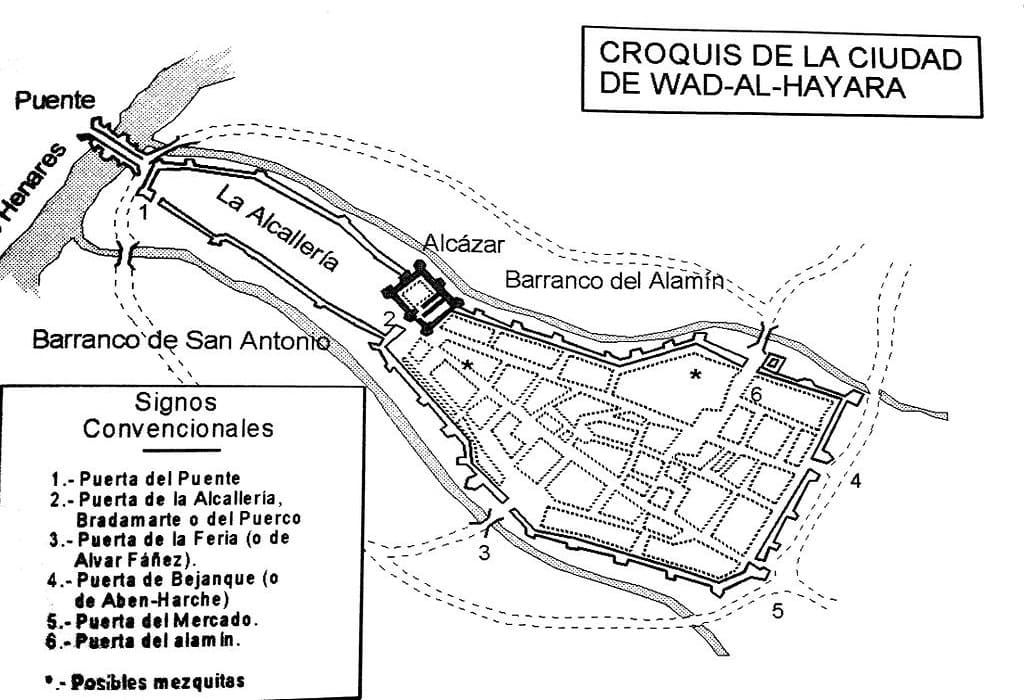 CROQUIS DE LA CIUDAD
DE WAD-AL-HAYARA
Puente
Henares
1
La Alcallería
Alcázar
Barranco del Alamín
2
Barranco de San Antonio
*
*
6
4
3
5
Signos
Convencionales
1.- Puerta del Puente
2.- Puerta de la Alcallería,
Bradamarte o del Puerco
3.- Puerta de la Feria (o de
Alvar Fáñez).
4.- Puerta de Bejanque (o
de Aben-Harche)
5.- Puerta del Mercado.
6.- Puerta del alamín.
*.- Posibles mezquitas